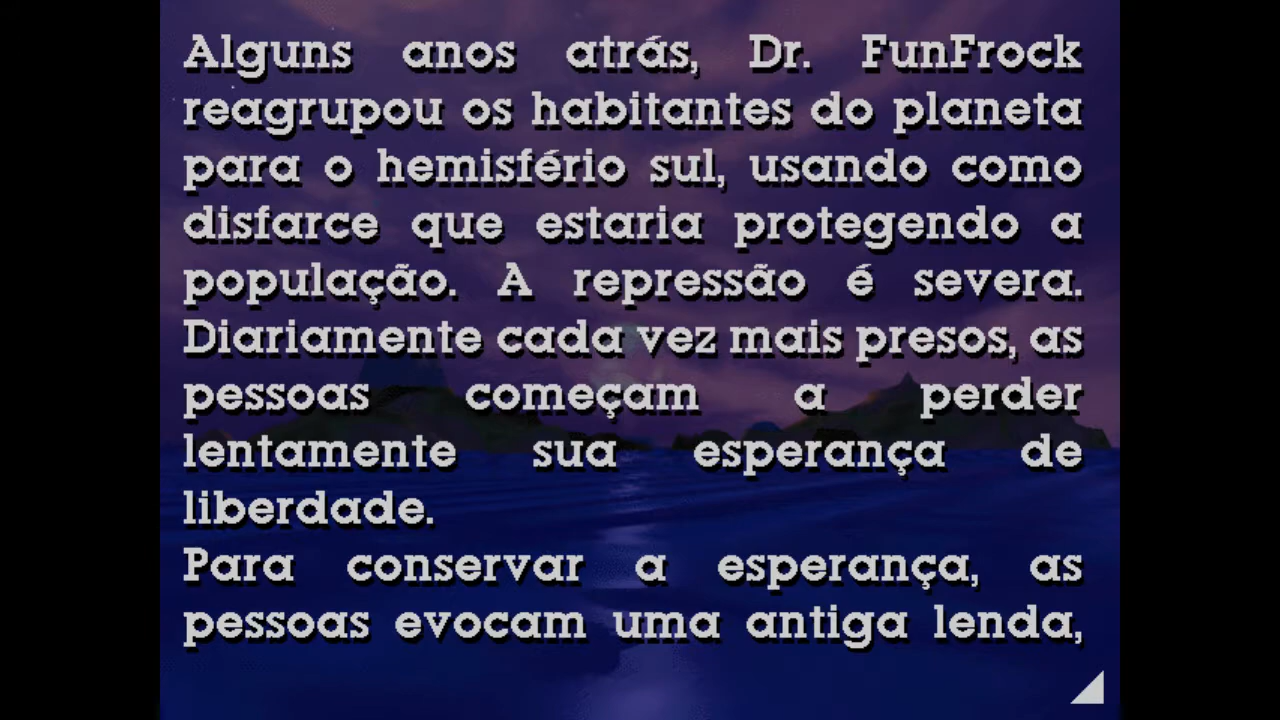 Alguns anos atrás, Dr. FunFrock
reagrupou os habitantes do planeta
para o hemisfério sul, usando como
disfarce que estaria protegendo a
população. A repressão é severa.
Diariamente cada vez mais presos, as
pessoas começam a perder
lentamente sua esperança de
liberdade.
Para conservar a esperança, as
pessoas evocam uma antiga lenda,